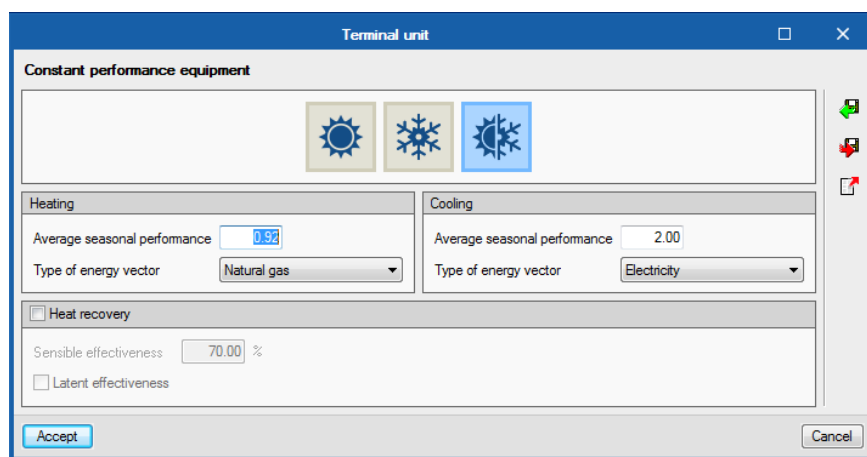 Terminal unit
Constant performance equipment
Heating
Cooling
Average seasonal performance 0.92
Average seasonal performance 2.00
Type of energy vector Natural gas
Type of energy vector Electricity
Heat recovery
Sensible effectiveness 70.00 %
Latent effectiveness
Accept
Cancel